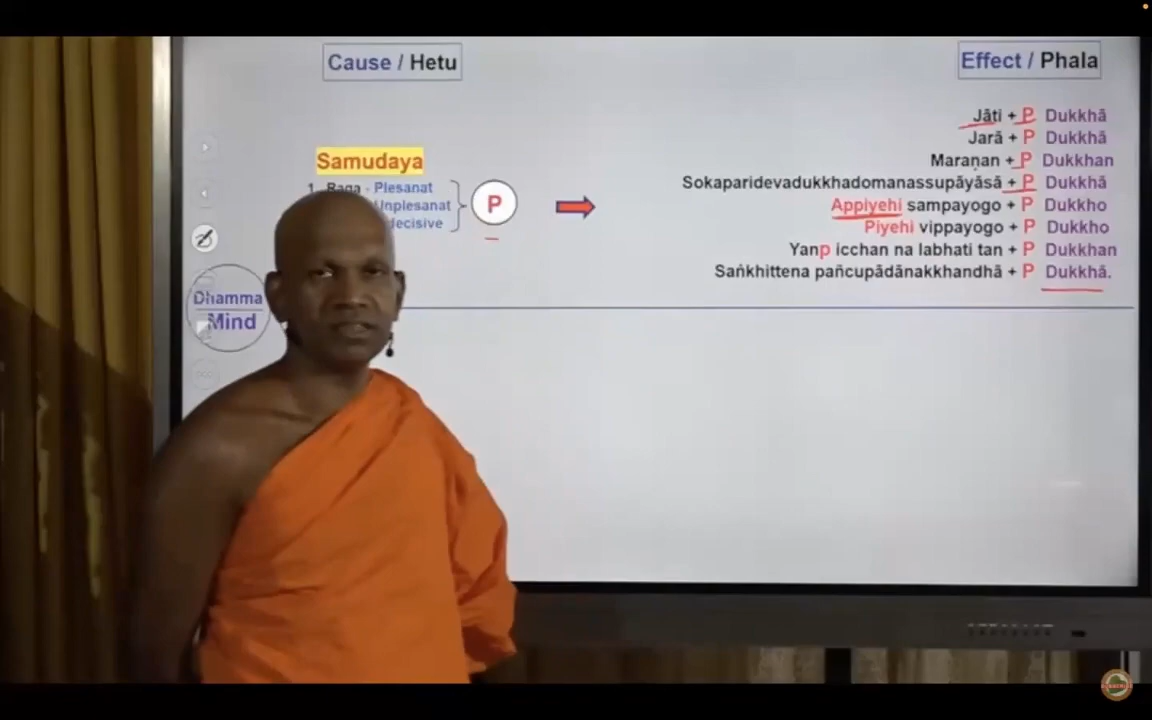 Cause / Hetu
Effect / Phala
Samudaya
1. Raga - Plesanat
Unplesanat
decisive
P
Dhamma
Mind
Jāti + P Dukkhā
Jarā + P Dukkhā
Maraṇan + P Dukkhan
Sokaparidevadukkhadomanassupāyāsā + P Dukkhā
Appiyehi sampayogo + P Dukkho
Piyehi vippayogo + P Dukkho
Yanp icchan na labhati tan + P Dukkhan
Saṅkhittena pañcupādānakkhandhā + P Dukkhā.